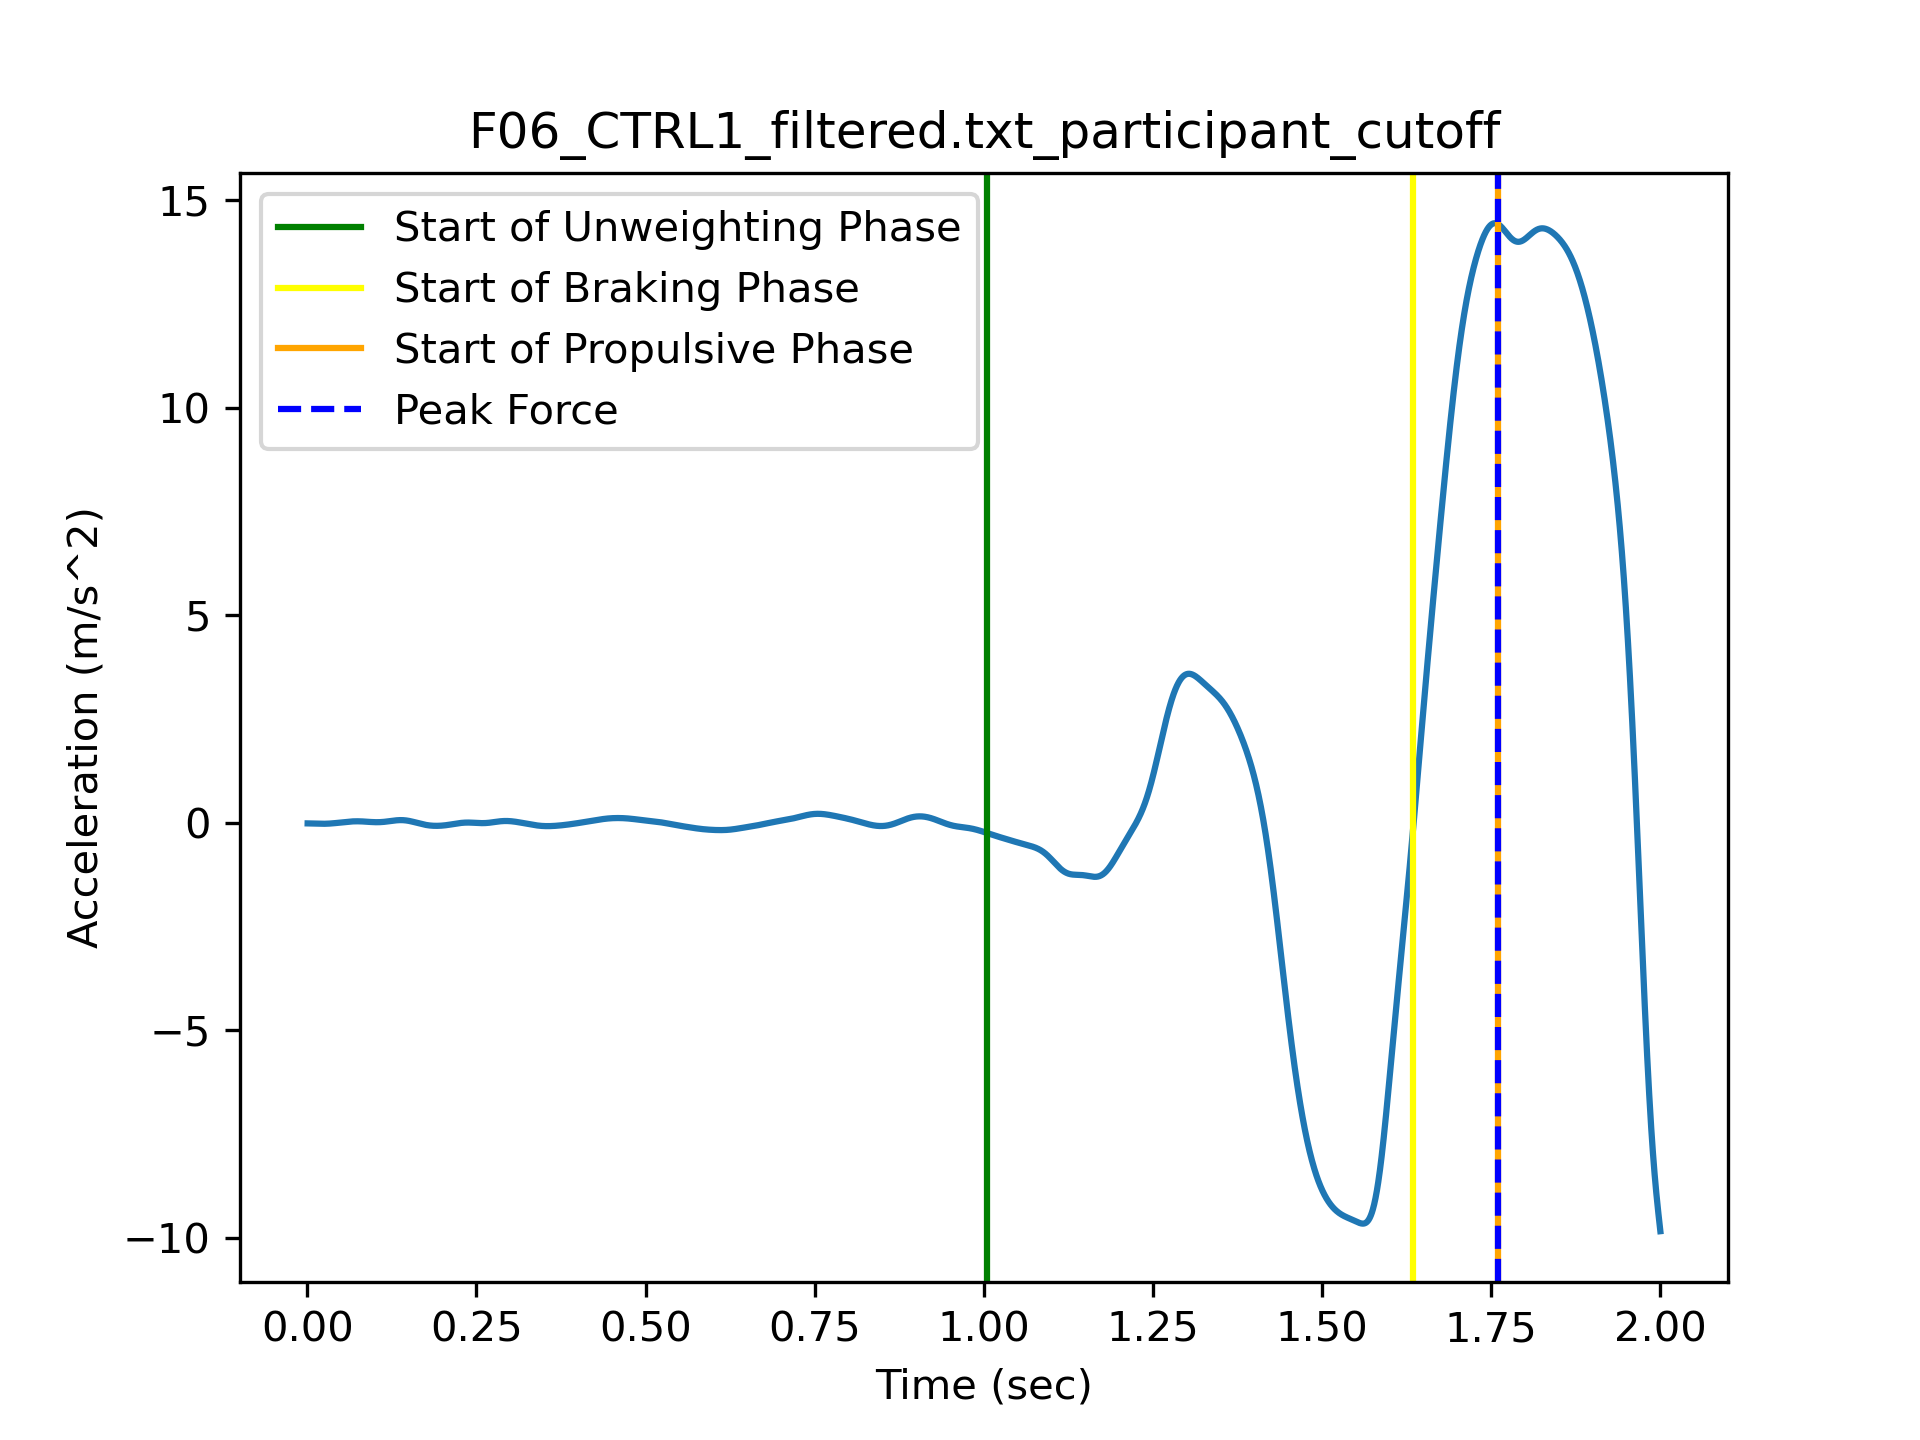 F06_CTRL1_filtered.txt_participant_cutoff
15
10
5
0
−5
−10
Acceleration (m/s^2)
Start of Unweighting Phase
Start of Braking Phase
Start of Propulsive Phase
Peak Force
0.00 0.25 0.50 0.75 1.00 1.25 1.50 1.75 2.00
Time (sec)